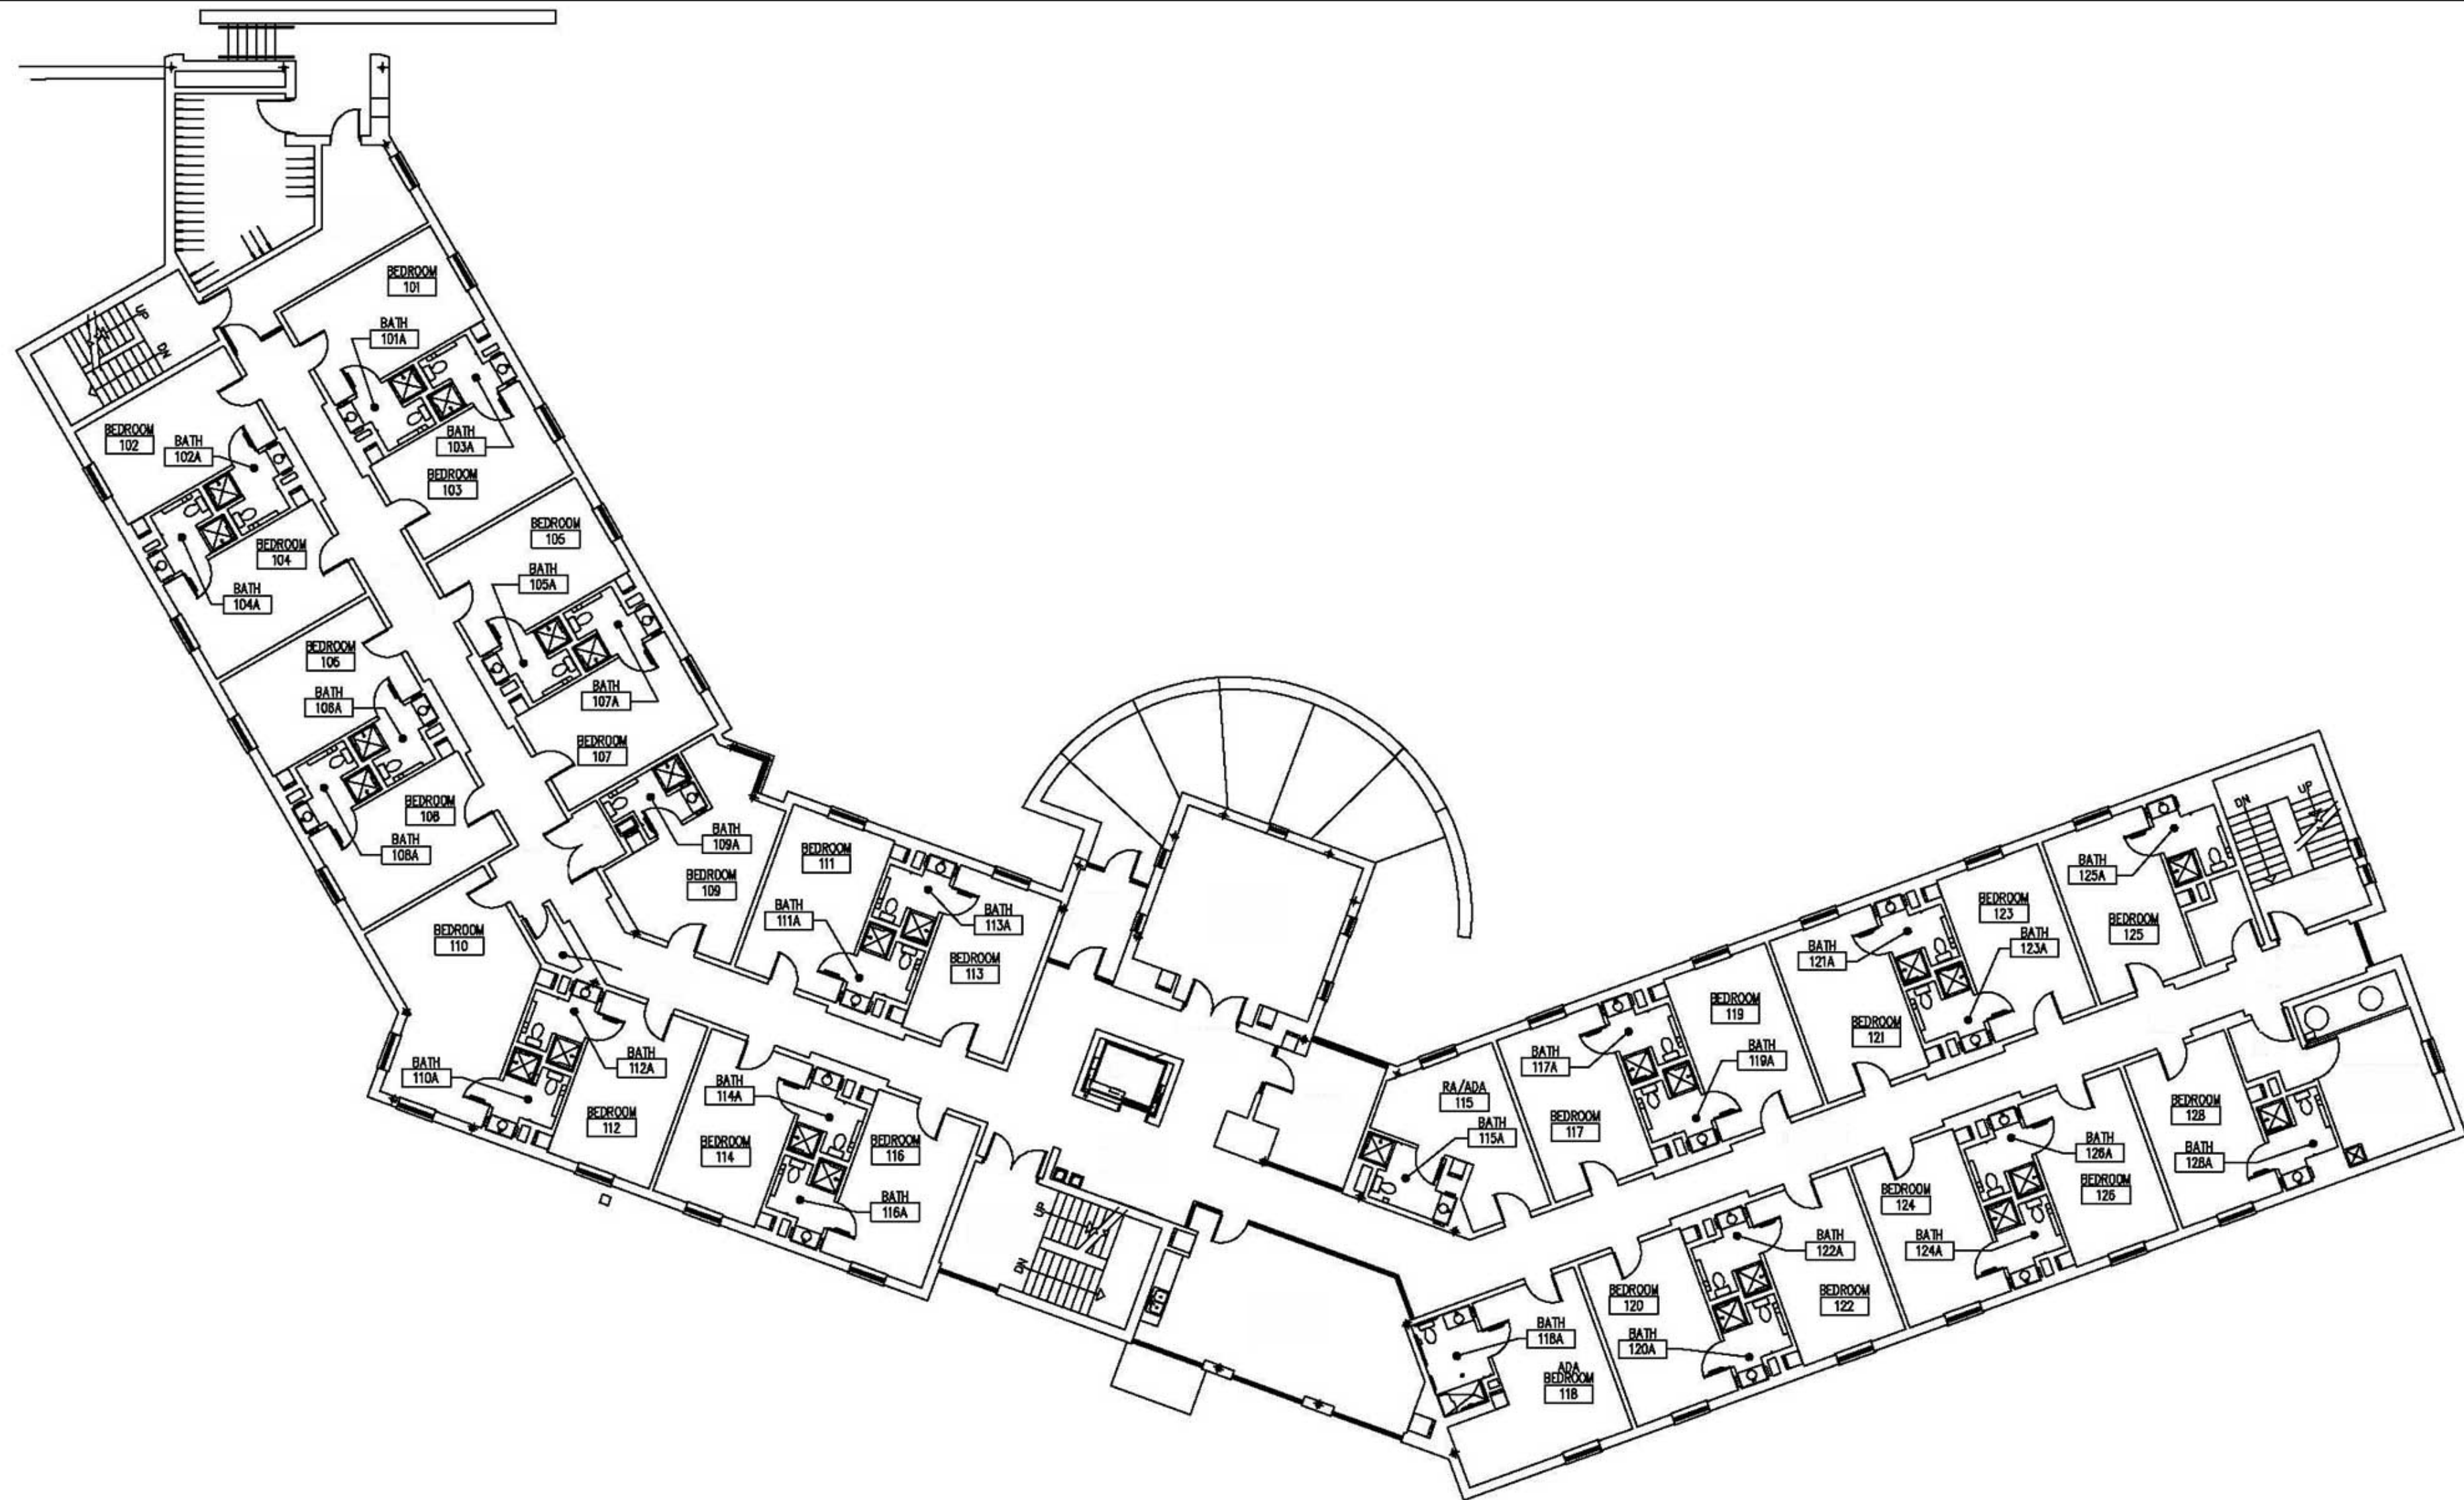 BEDROOM
101
BATH
101A
UP
DN
BEDROOM
102
BATH
102A
BATH
103A
BEDROOM
103
BEDROOM
105
BEDROOM
104
BATH
104A
BATH
105A
BEDROOM
106
BATH
106A
BATH
107A
BEDROOM
107
BEDROOM
108
BATH
108A
BATH
109A
BEDROOM
109
BEDROOM
111
BATH
111A
BATH
113A
BEDROOM
113
BEDROOM
110
BATH
110A
BATH
112A
BEDROOM
112
BATH
114A
BEDROOM
114
BEDROOM
116
BATH
116A
UP
DN
RA/ADA
115
BATH
115A
BATH
117A
BEDROOM
117
BEDROOM
119
BATH
119A
BATH
121A
BEDROOM
121
BEDROOM
123
BATH
123A
BATH
125A
BEDROOM
125
DN
UP
BATH
118A
ADA
BEDROOM
118
BEDROOM
120
BATH
120A
BATH
122A
BEDROOM
122
BEDROOM
124
BATH
124A
BATH
126A
BEDROOM
126
BEDROOM
128
BATH
128A